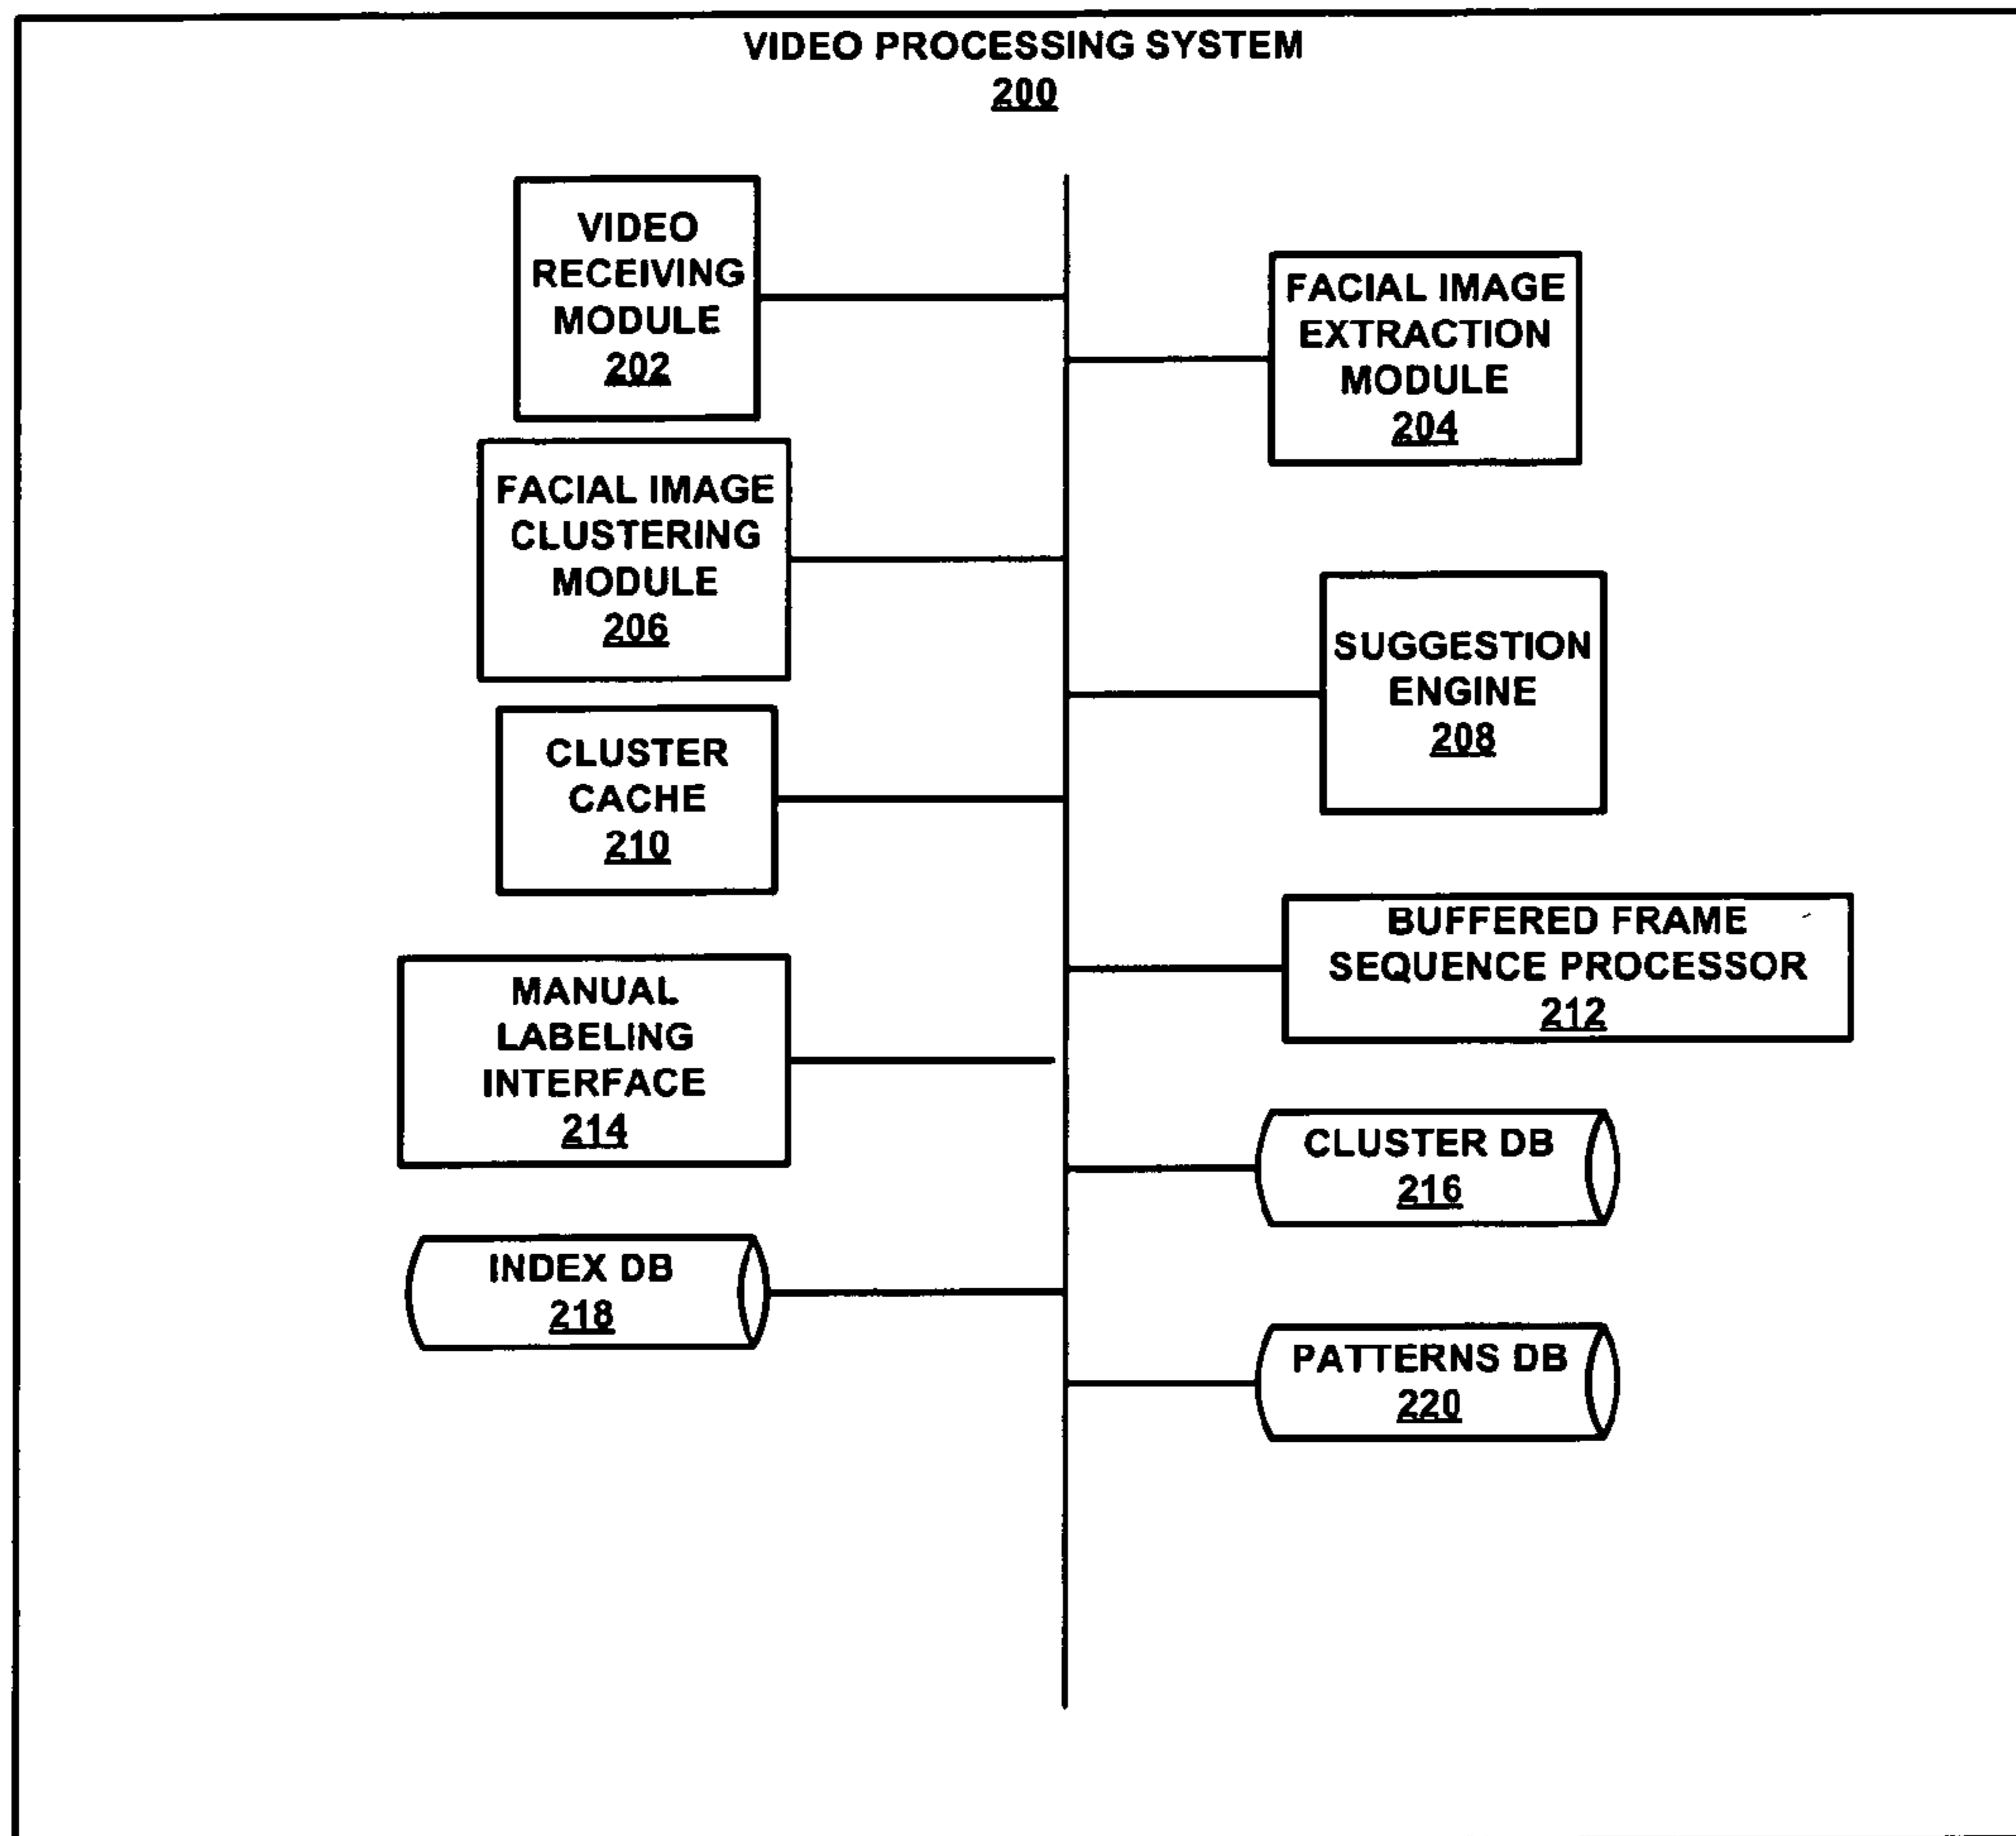 VIDEO PROCESSING SYSTEM
200
VIDEO
RECEIVING
MODULE
202
FACIAL IMAGE
EXTRACTION
MODULE
204
FACIAL IMAGE
CLUSTERING
MODULE
206
SUGGESTION
ENGINE
208
CLUSTER
CACHE
210
BUFFERED FRAME
SEQUENCE PROCESSOR
212
MANUAL
LABELING
INTERFACE
214
CLUSTER DB
216
INDEX DB
218
PATTERNS DB
220